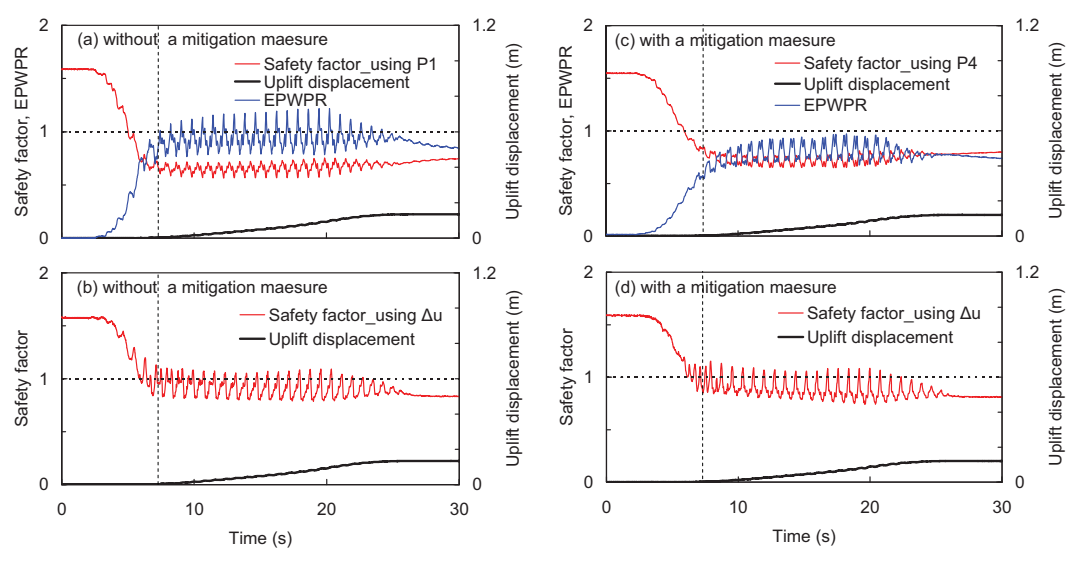 2
1.2
(a) without a mitigation maesure
Safety factor_using P1
Uplift displacement
EPWPR
1
0
0
Safety factor, EPWPR
Uplift displacement (m)
2
1.2
(c) with a mitigation maesure
Safety factor_using P4
Uplift displacement
EPWPR
1
0
0
Safety factor, EPWPR
Uplift displacement (m)
2
1.2
(b) without a mitigation maesure
Safety factor_using Δu
Uplift displacement
1
0
0
Safety factor
Uplift displacement (m)
0
10
20
30
Time (s)
2
1.2
(d) with a mitigation maesure
Safety factor_using Δu
Uplift displacement
1
0
0
Safety factor
Uplift displacement (m)
0
10
20
30
Time (s)